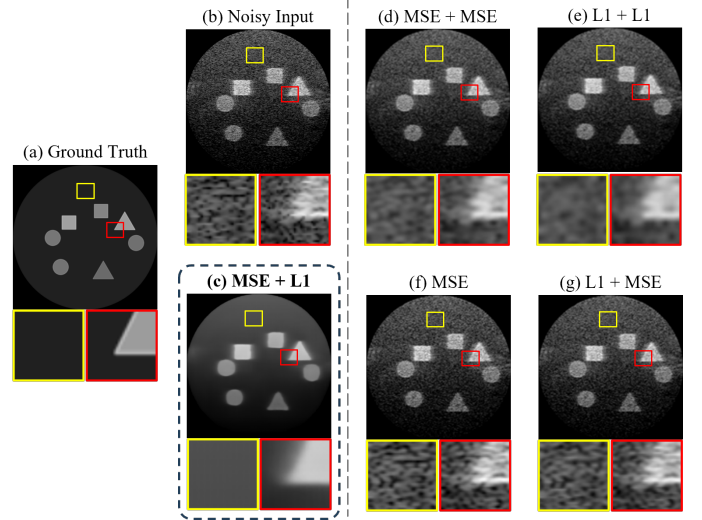 (b) Noisy Input
(d) MSE + MSE
(e) L1 + L1
(a) Ground Truth
(c) MSE + L1
(f) MSE
(g) L1 + MSE